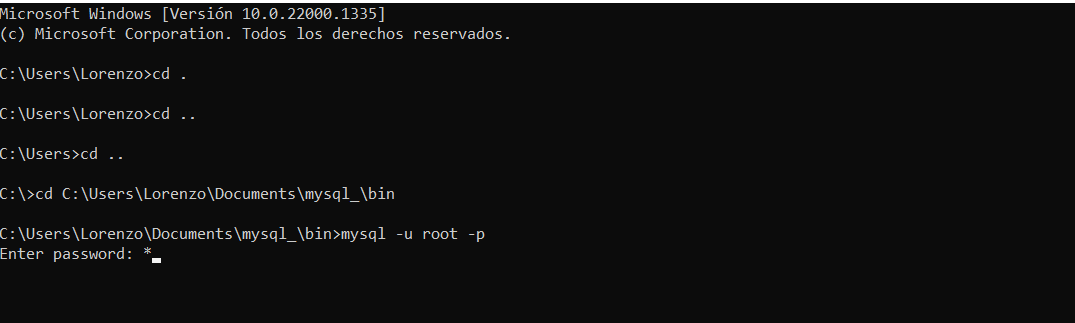 Microsoft Windows [Versión 10.0.22000.1335]
(c) Microsoft Corporation. Todos los derechos reservados.
C:\Users\Lorenzo>cd .
C:\Users\Lorenzo>cd ..
C:\Users>cd ..
C:\>cd C:\Users\Lorenzo\Documents\mysql_\bin
C:\Users\Lorenzo\Documents\mysql_\bin>mysql -u root -p
Enter password: *